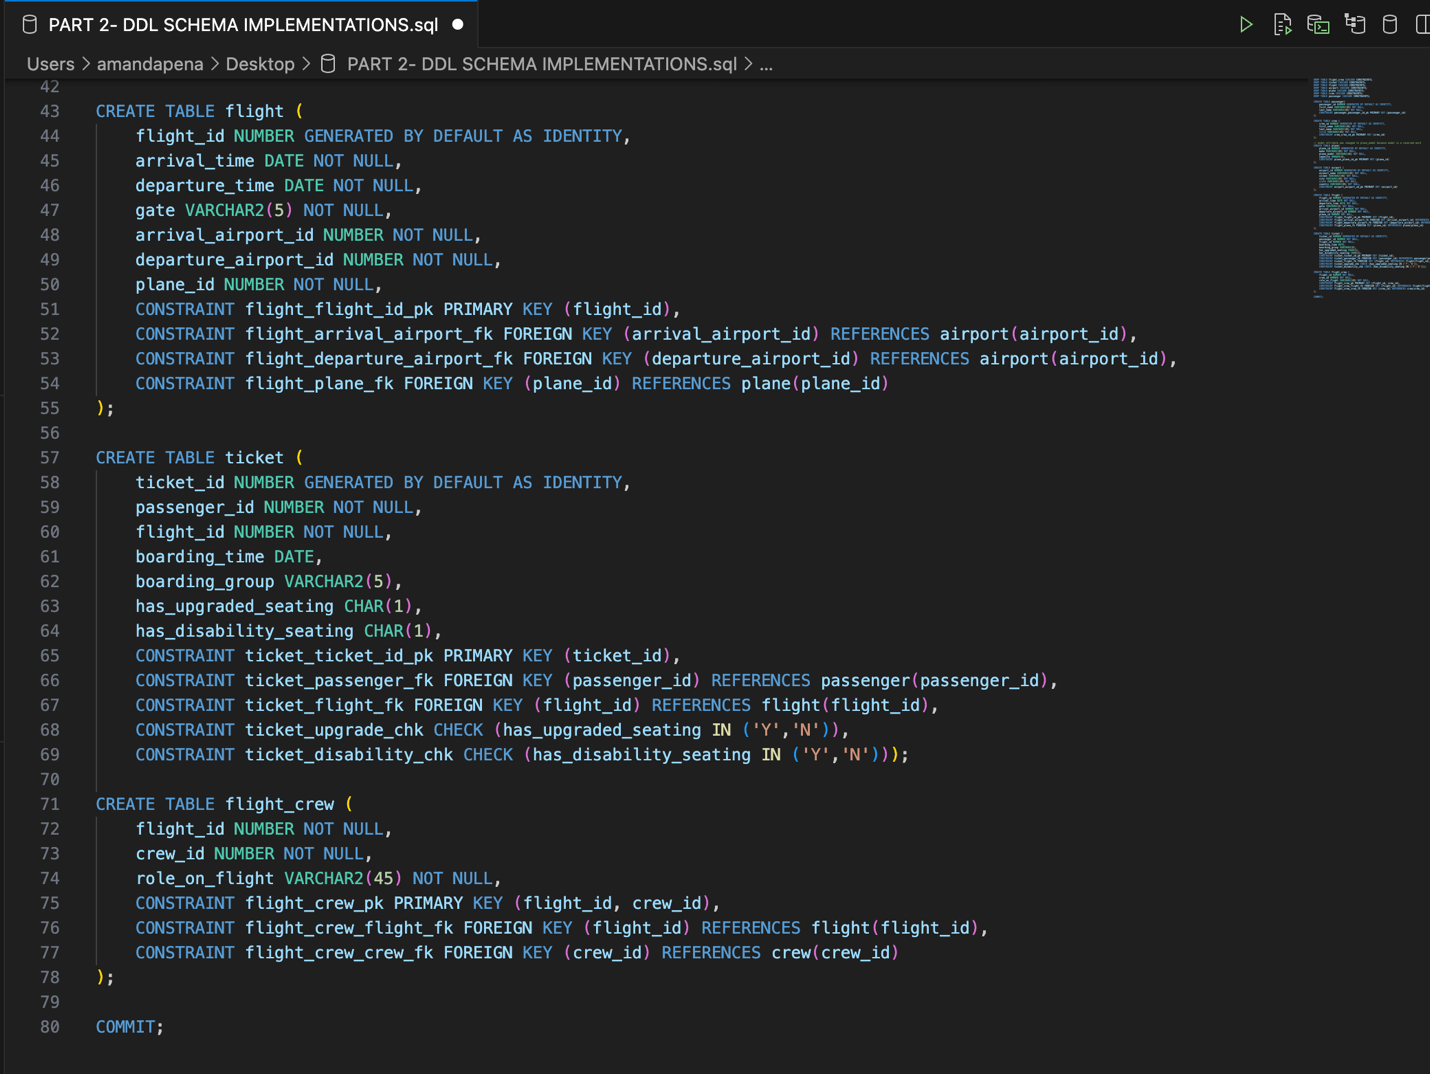 PART 2- DDL SCHEMA IMPLEMENTATIONS.sql
Users > amandapena > Desktop > PART 2- DDL SCHEMA IMPLEMENTATIONS.sql > ...
42
43 CREATE TABLE flight (
44 flight_id NUMBER GENERATED BY DEFAULT AS IDENTITY,
45 arrival_time DATE NOT NULL,
46 departure_time DATE NOT NULL,
47 gate VARCHAR2(5) NOT NULL,
48 arrival_airport_id NUMBER NOT NULL,
49 departure_airport_id NUMBER NOT NULL,
50 plane_id NUMBER NOT NULL,
51 CONSTRAINT flight_flight_id_pk PRIMARY KEY (flight_id),
52 CONSTRAINT flight_arrival_airport_fk FOREIGN KEY (arrival_airport_id) REFERENCES airport(airport_id),
53 CONSTRAINT flight_departure_airport_fk FOREIGN KEY (departure_airport_id) REFERENCES airport(airport_id),
54 CONSTRAINT flight_plane_fk FOREIGN KEY (plane_id) REFERENCES plane(plane_id)
55 );
56
57 CREATE TABLE ticket (
58 ticket_id NUMBER GENERATED BY DEFAULT AS IDENTITY,
59 passenger_id NUMBER NOT NULL,
60 flight_id NUMBER NOT NULL,
61 boarding_time DATE,
62 boarding_group VARCHAR2(5),
63 has_upgraded_seating CHAR(1),
64 has_disability_seating CHAR(1),
65 CONSTRAINT ticket_ticket_id_pk PRIMARY KEY (ticket_id),
66 CONSTRAINT ticket_passenger_fk FOREIGN KEY (passenger_id) REFERENCES passenger(passenger_id),
67 CONSTRAINT ticket_flight_fk FOREIGN KEY (flight_id) REFERENCES flight(flight_id),
68 CONSTRAINT ticket_upgrade_chk CHECK (has_upgraded_seating IN ('Y','N')),
69 CONSTRAINT ticket_disability_chk CHECK (has_disability_seating IN ('Y','N')));
70
71 CREATE TABLE flight_crew (
72 flight_id NUMBER NOT NULL,
73 crew_id NUMBER NOT NULL,
74 role_on_flight VARCHAR2(45) NOT NULL,
75 CONSTRAINT flight_crew_pk PRIMARY KEY (flight_id, crew_id),
76 CONSTRAINT flight_crew_flight_fk FOREIGN KEY (flight_id) REFERENCES flight(flight_id),
77 CONSTRAINT flight_crew_crew_fk FOREIGN KEY (crew_id) REFERENCES crew(crew_id)
78 );
79
80 COMMIT;